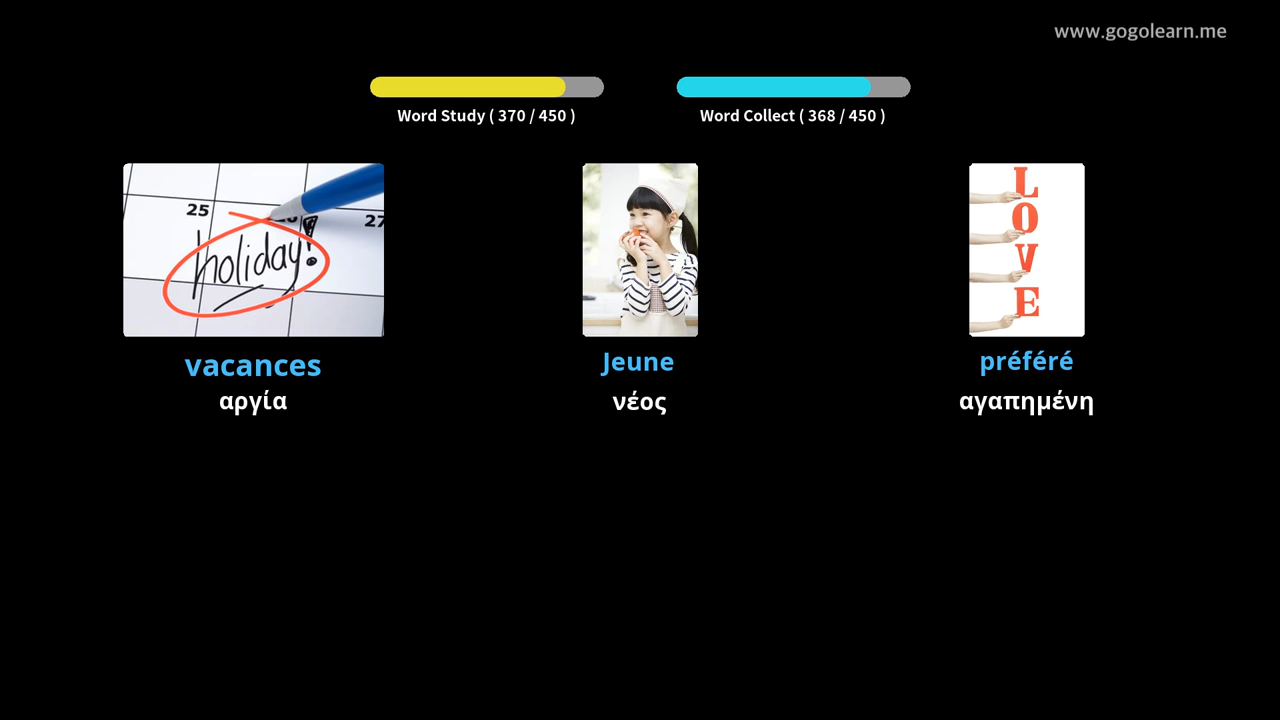 www.gogolearn.me
Word Study ( 370 / 450 )
Word Collect ( 368 / 450 )
25
27
holiday!
L
O
V
E
vacances
Jeune
préféré
αργία
νέος
αγαπημένη